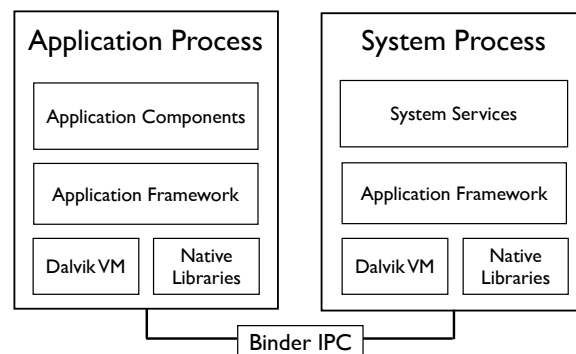 Application Process
Application Components
Application Framework
Dalvik VM
Native
Libraries
System Process
System Services
Application Framework
Dalvik VM
Native
Libraries
Binder IPC